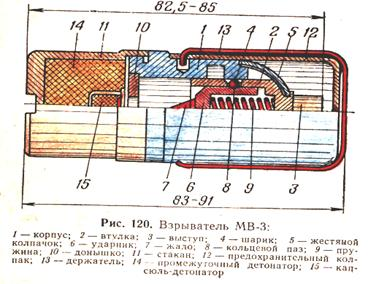 82,5-85
14 11 10 1 13 4 2 5 12
15 7 6 8 9 3
83-91
Рис. 120. Взрыватель МВ-3:
1 — корпус; 2 — втулка; 3 — выступ; 4 — шарик; 5 — жестяной
колпачок; 6 — ударник; 7 — жало; 8 — кольцевой паз; 9 — пру-
жина; 10 — донышко; 11 — стакан; 12 — предохранительный кол-
пак; 13 — держатель; 14 — промежуточный детонатор; 15 — кап-
сюль-детонатор